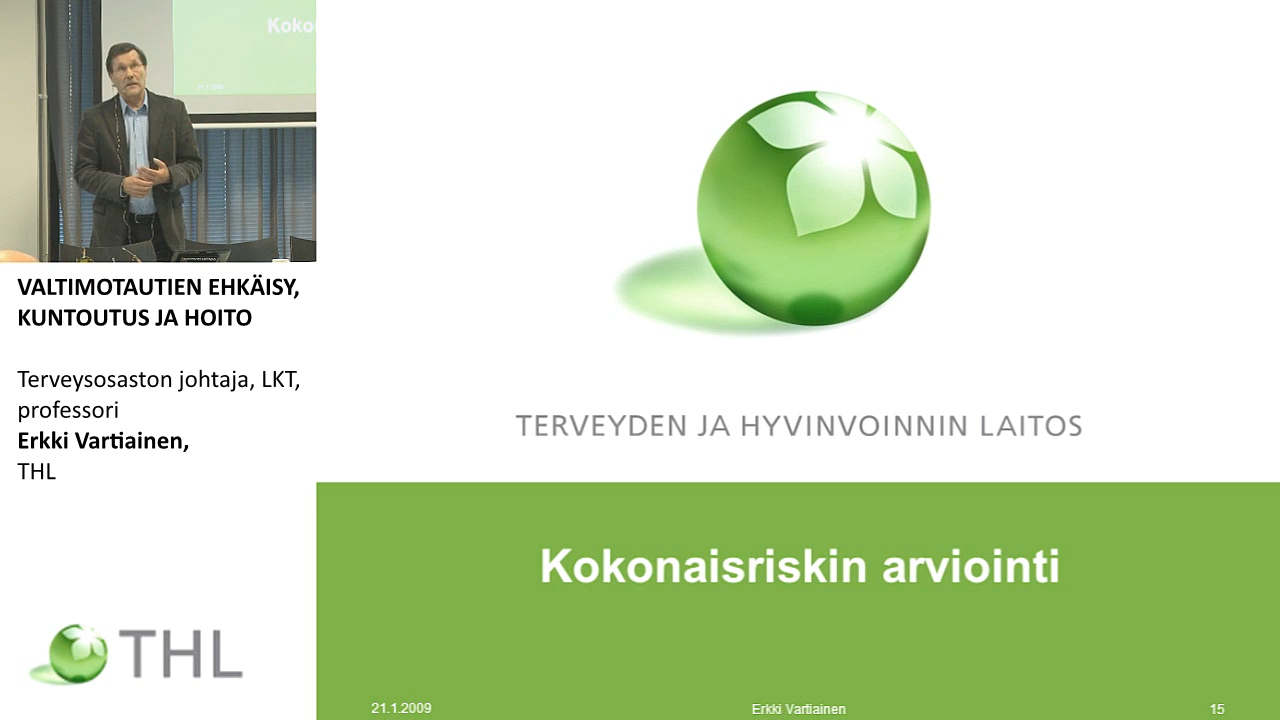 Koko
VALTIMOTAUTIEN EHKÄISY,
KUNTOUTUS JA HOITO
Terveysosaston johtaja, LKT,
professori
Erkki Vartiainen,
THL
THL
TERVEYDEN JA HYVINVOINNIN LAITOS
Kokonaisriskin arviointi
21.1.2009
Erkki Vartiainen
15